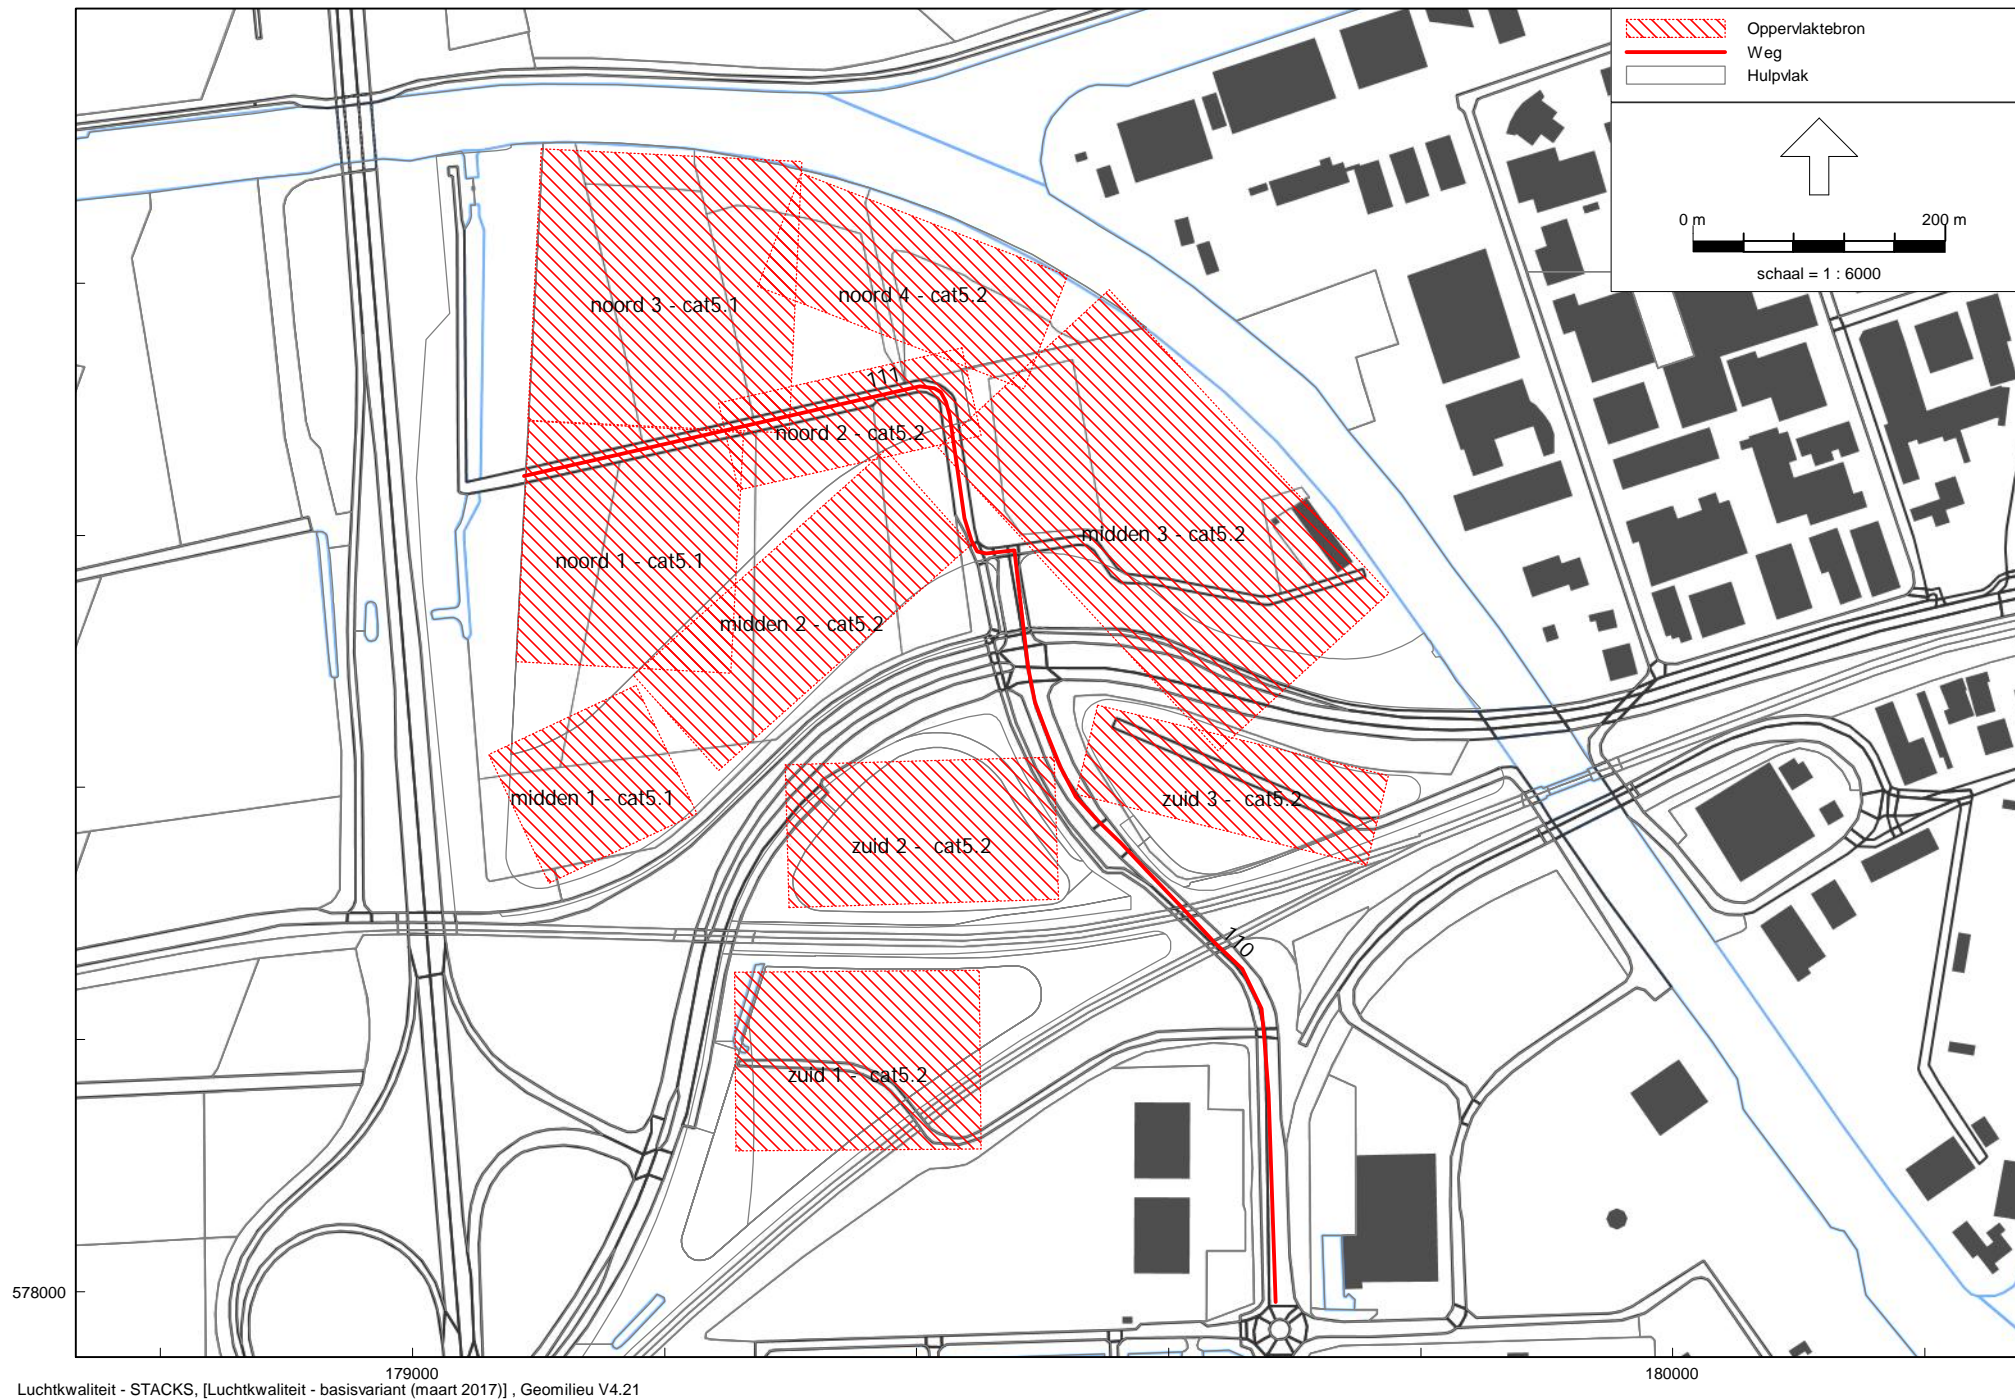 Oppervlaktebron
Weg
Hulpvlak
0 m 200 m
schaal = 1 : 6000
noord 3 - cat5.1
noord 4 - cat5.2
111
noord 2 - cat5.2
noord 1 - cat5.1
midden 3 - cat5.2
midden 2 - cat5.2
midden 1 - cat5.1
zuid 3 - cat5.2
zuid 2 - cat5.2
110
zuid 1 - cat5.2
578000
179000 180000
Luchtkwaliteit - STACKS, [Luchtkwaliteit - basisvariant (maart 2017)] , Geomilieu V4.21